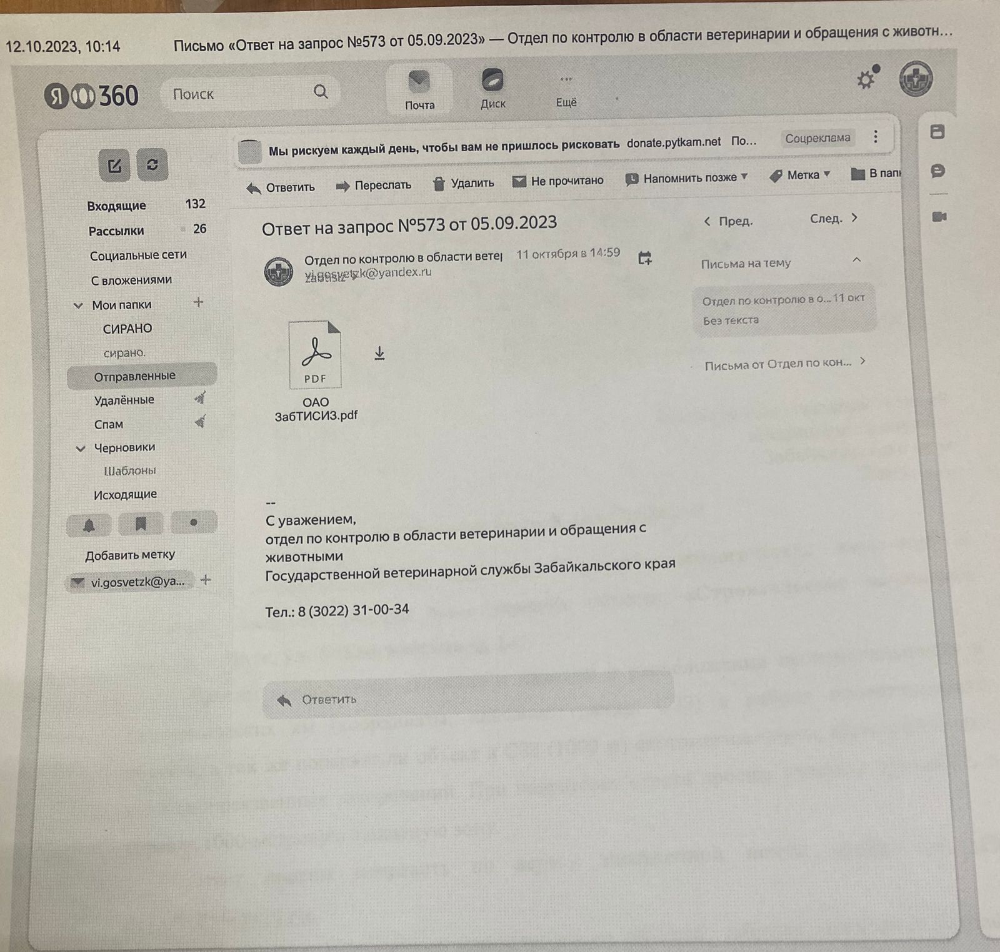 12.10.2023, 10:14
Письмо «Ответ на запрос №573 от 05.09.2023» — Отдел по контролю в области ветеринарии и обращения с животн…
Я 360
Поиск
Почта
Диск
Ещё
Мы рискуем каждый день, чтобы вам не пришлось рисковать donate.pytkam.net По…
Соцреклама
Ответить
Переслать
Удалить
Не прочитано
Напомнить позже
Метка
В папк
Входящие 132
Рассылки 26
Социальные сети
С вложениями
Мои папки +
СИРАНО
сирано.
Отправленные
Удалённые
Спам
Черновики
Шаблоны
Исходящие
Добавить метку
vi.gosvetzk@ya... +
Ответ на запрос №573 от 05.09.2023
Отдел по контролю в области вете 11 октября в 14:59
vi.gosvetzk@yandex.ru
PDF
ОАО
ЗабТИСИЗ.pdf
Пред.
След.
Письма на тему
Отдел по контролю в о... 11 окт
Без текста
Письма от Отдел по кон...
--
С уважением,
отдел по контролю в области ветеринарии и обращения с
животными
Государственной ветеринарной службы Забайкальского края
Тел.: 8 (3022) 31-00-34
Ответить